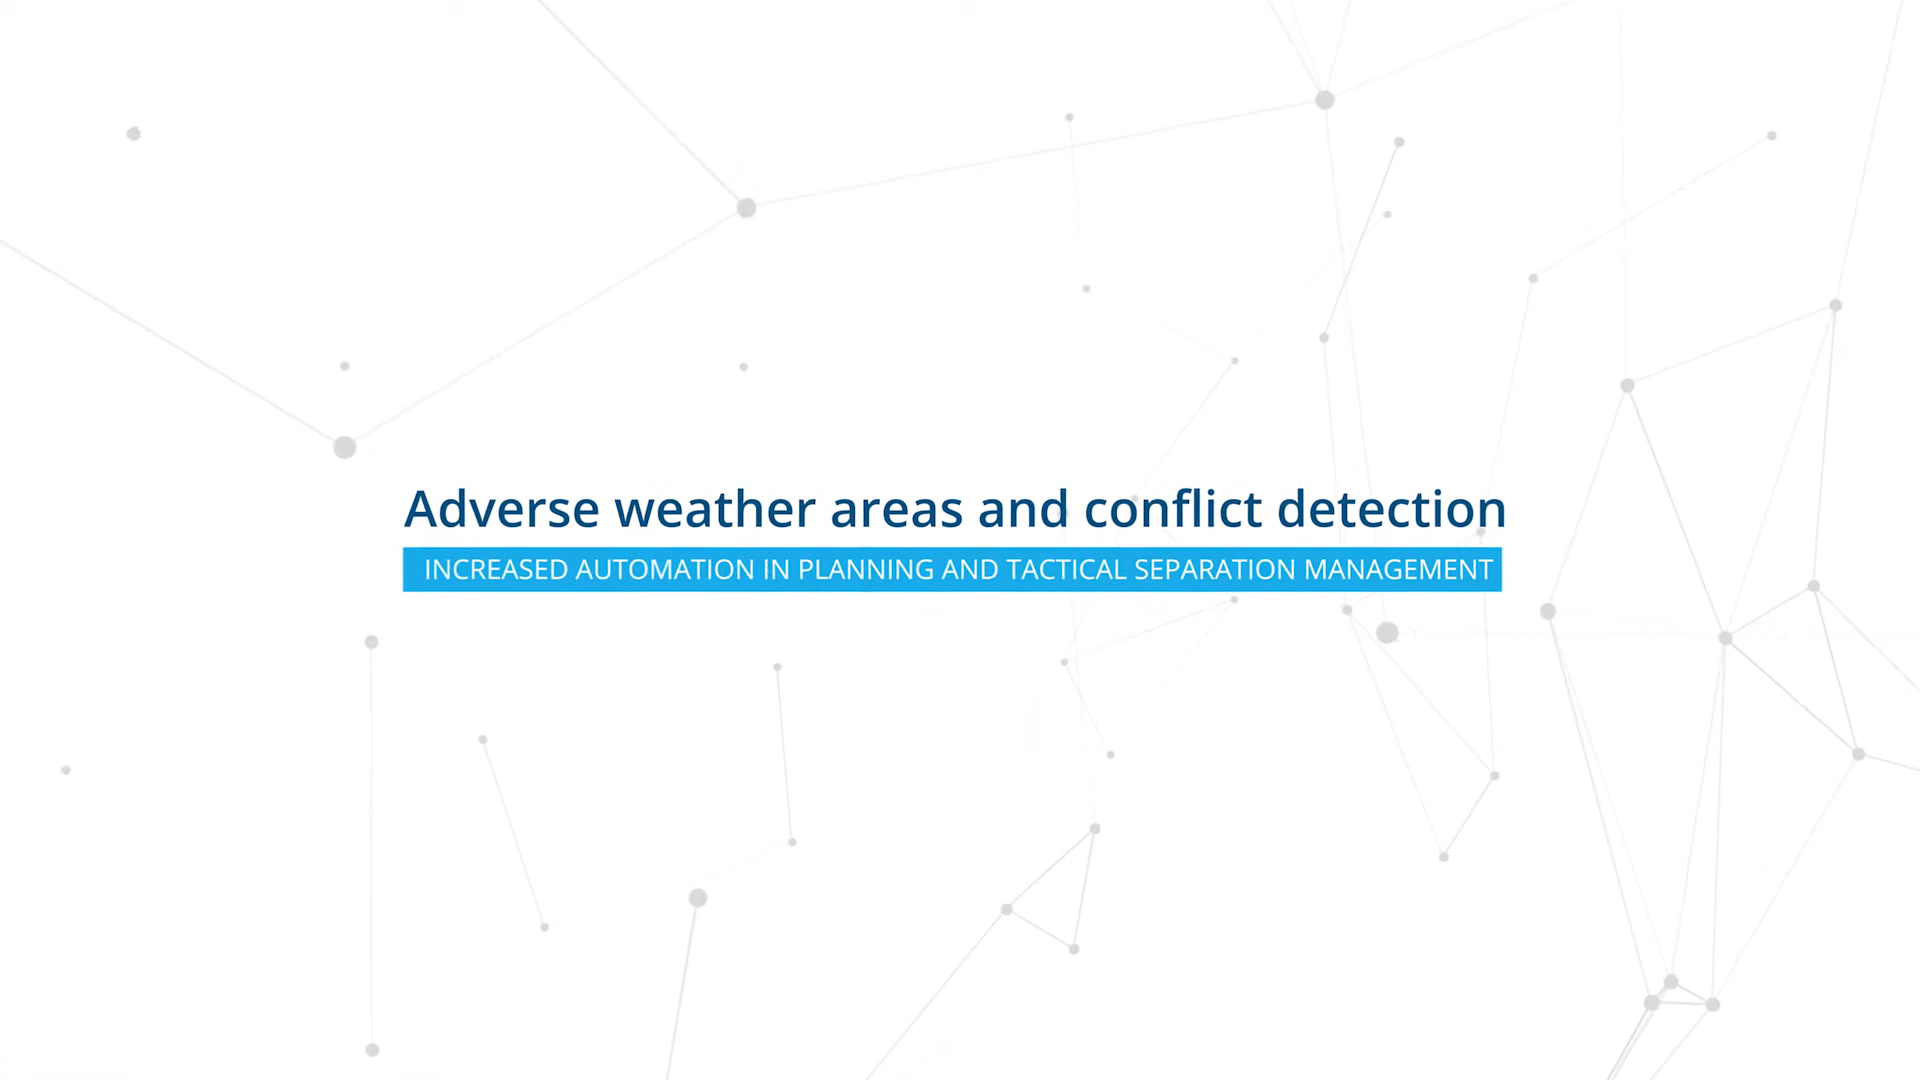 Adverse weather areas and conflict detection
INCREASED AUTOMATION IN PLANNING AND TACTICAL SEPARATION MANAGEMENT